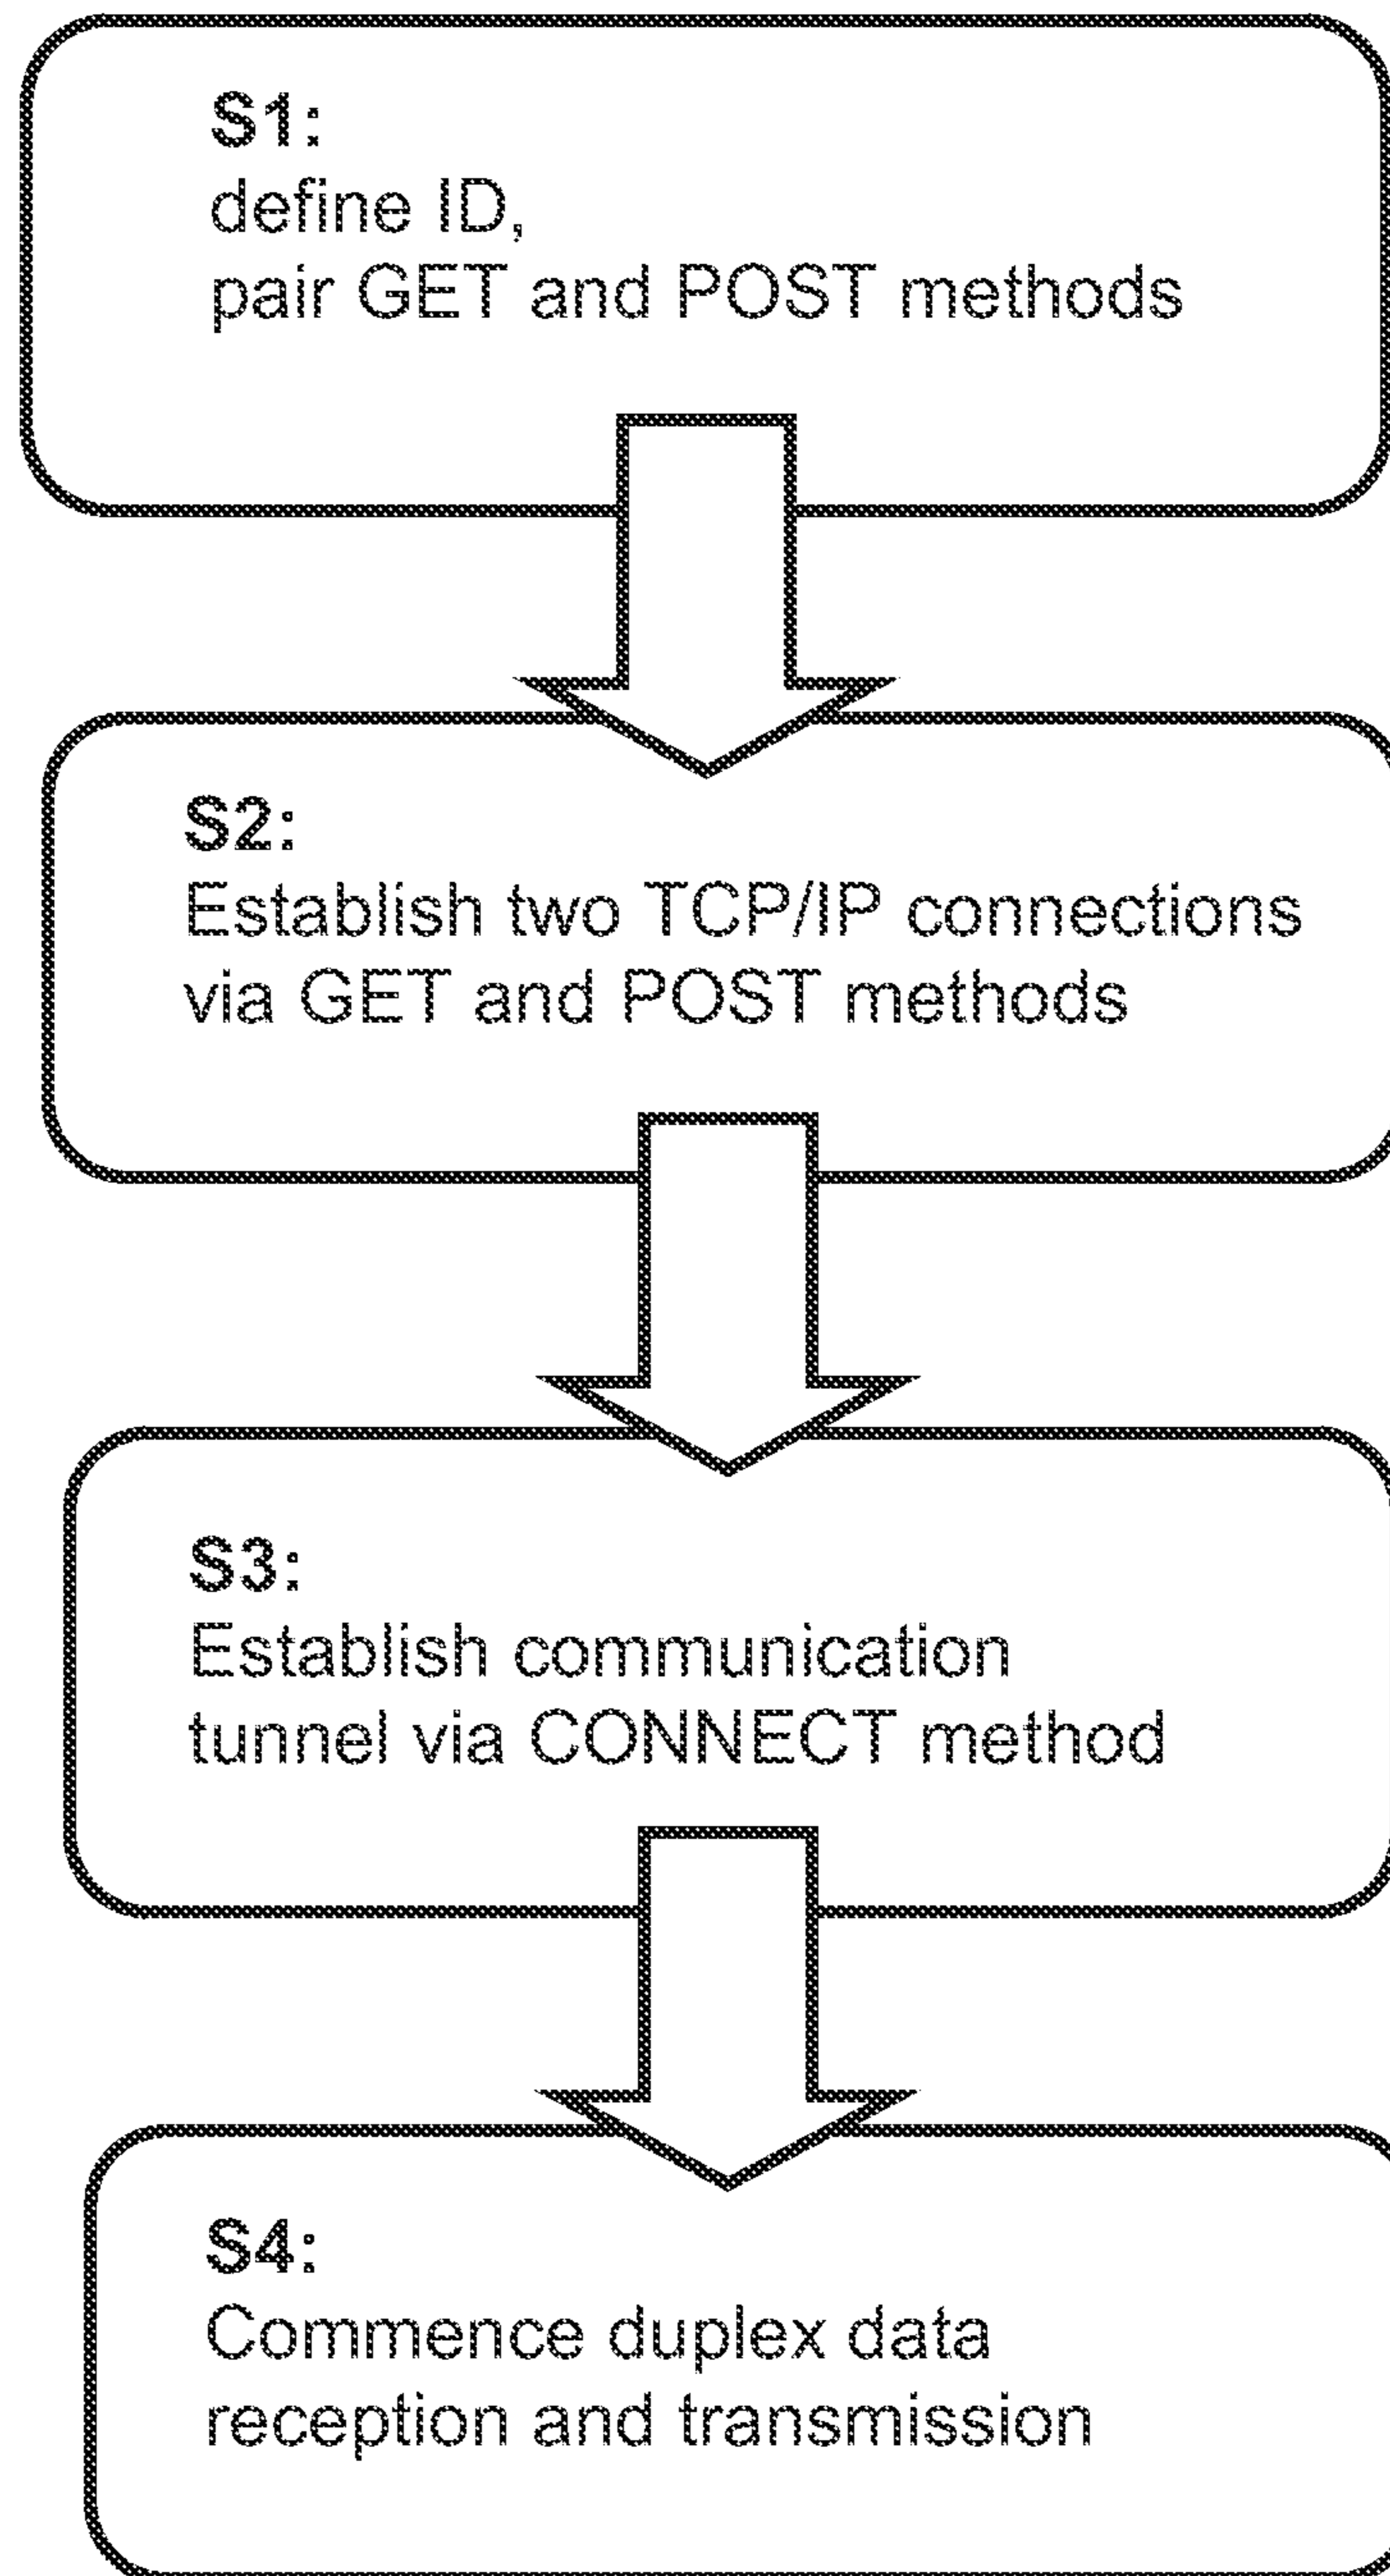 S1:
define ID,
pair GET and POST methods
S2:
Establish two TCP/IP connections
via GET and POST methods
S3:
Establish communication
tunnel via CONNECT method
S4:
Commence duplex data
reception and transmission